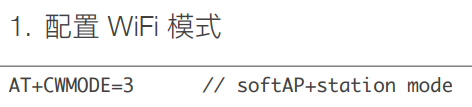 1. 配置 WiFi 模式
AT+CWMODE=3 // softAP+station mode